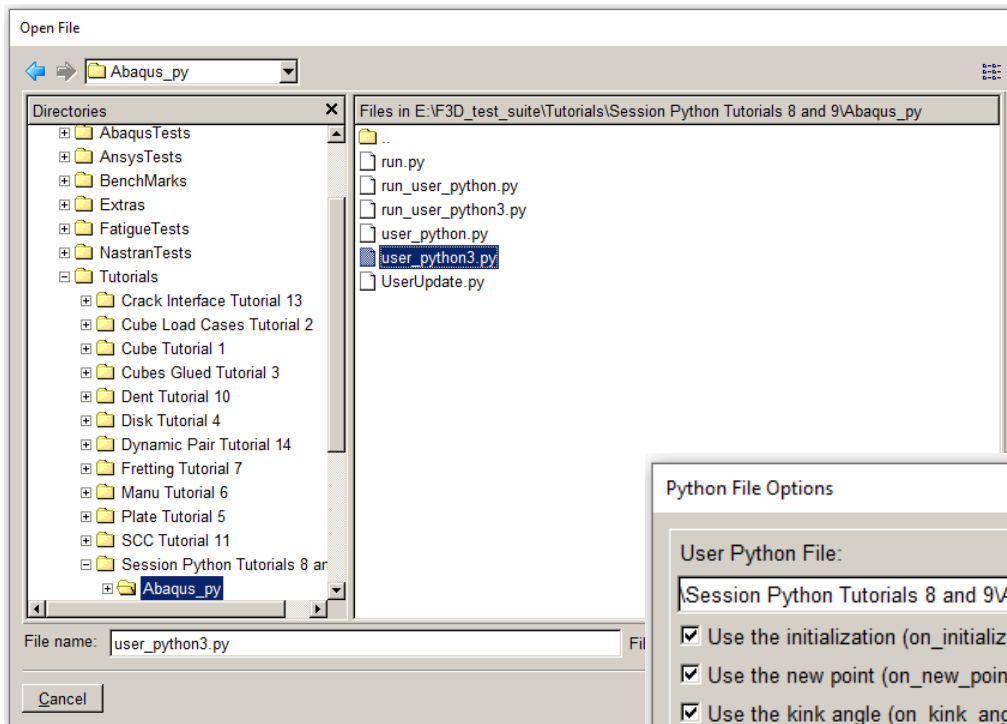 Open File
Abaqus_py
Directories
AbaqusTests
AnsysTests
BenchMarks
Extras
FatigueTests
NastranTests
Tutorials
Crack Interface Tutorial 13
Cube Load Cases Tutorial 2
Cube Tutorial 1
Cubes Glued Tutorial 3
Dent Tutorial 10
Disk Tutorial 4
Dynamic Pair Tutorial 14
Fretting Tutorial 7
Manu Tutorial 6
Plate Tutorial 5
SCC Tutorial 11
Session Python Tutorials 8 ar
Abaqus_py
Files in E:\F3D_test_suite\Tutorials\Session Python Tutorials 8 and 9\Abaqus_py
..
run.py
run_user_python.py
run_user_python3.py
user_python.py
user_python3.py
UserUpdate.py
File name: user_python3.py Fil
Cancel
Python File Options
User Python File:
\Session Python Tutorials 8 and 9\A
Use the initialization (on_initializ
Use the new point (on_new_poin
Use the kink angle (on_kink_ang